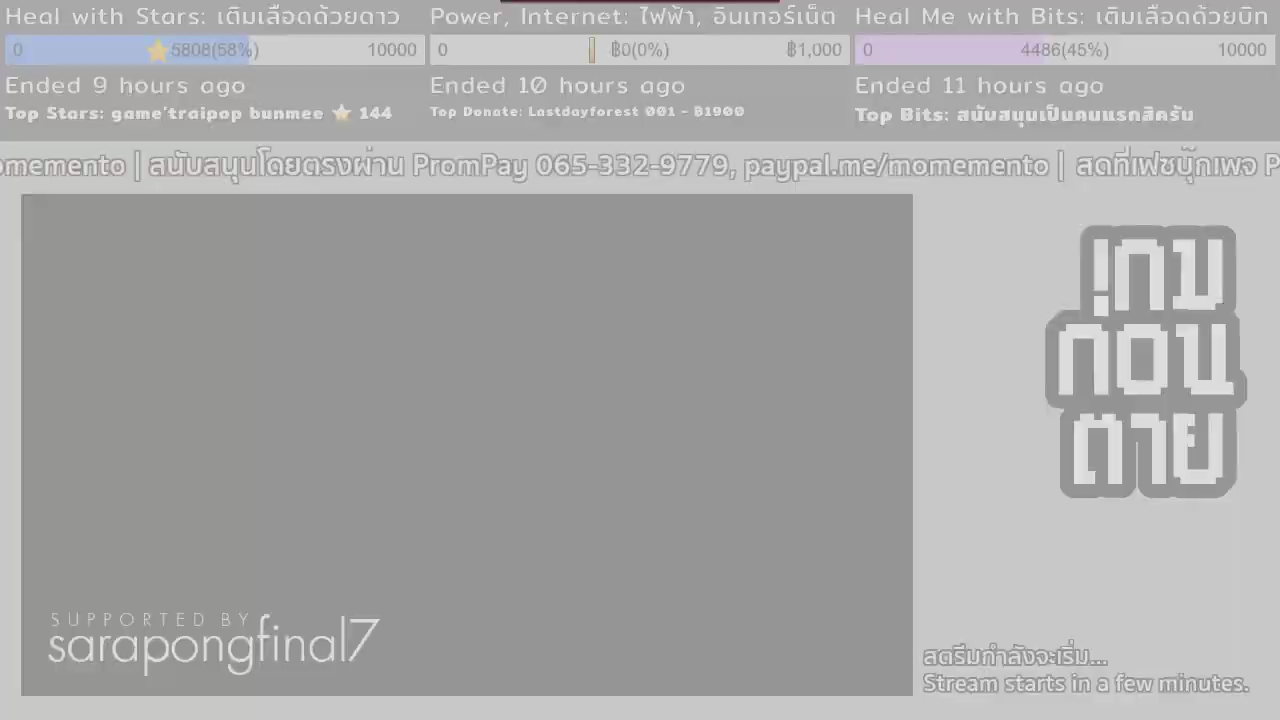 Heal with Stars: เติมเลือดด้วยดาว
0 5808(58%) 10000
Ended 9 hours ago
Top Stars: game'traipop bunmee ⭐ 144
Power, Internet: ไฟฟ้า, อินเทอร์เน็ต
0 ฿0(0%) ฿1,000
Ended 10 hours ago
Top Donate: Lastdayforest 001 - ฿1900
Heal Me with Bits: เติมเลือดด้วยบิท
0 4486(45%) 10000
Ended 11 hours ago
Top Bits: สนับสนุนเป็นคนแรกสิครับ
omemento | สนับสนุนโดยตรงผ่าน PromPay 065-332-9779, paypal.me/momemento | สดที่เฟซบุ๊กเพจ P
เกม
ก่อน
ตาย
SUPPORTED BY
sarapongfinal7
สตรีมกำลังจะเริ่ม...
Stream starts in a few minutes.